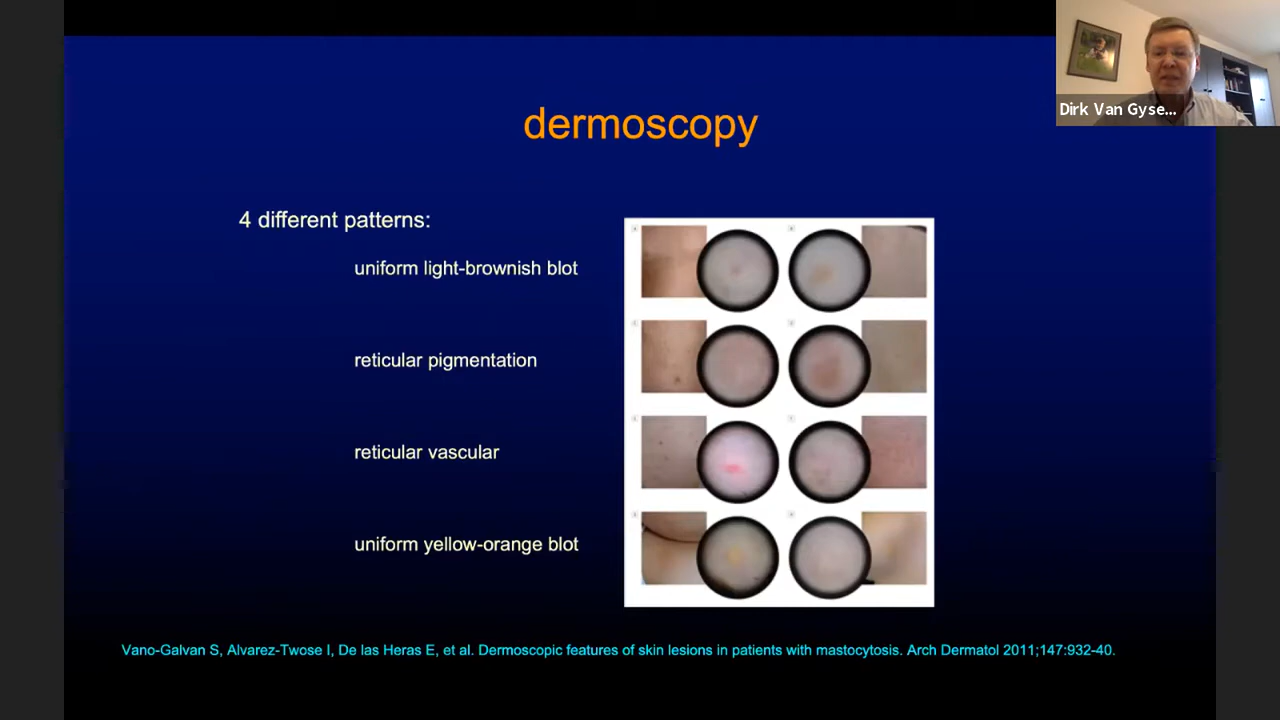 dermoscopy
Dirk Van Gyse...
4 different patterns:
uniform light-brownish blot
reticular pigmentation
reticular vascular
uniform yellow-orange blot
Vano-Galvan S, Alvarez-Twose I, De las Heras E, et al. Dermoscopic features of skin lesions in patients with mastocytosis. Arch Dermatol 2011;147:932-40.